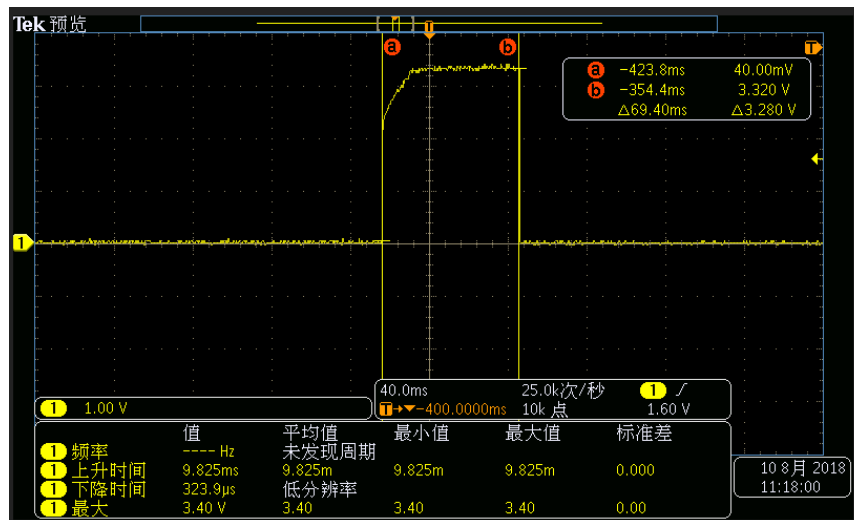 Tek 预览
T
a b T
a -423.8ms 40.00mV
b -354.4ms 3.320 V
△69.40ms △3.280 V
1
40.0ms 25.0k次/秒 1
1 1.00 V
T→▼-400.0000ms 10k 点 1.60 V
值 平均值 最小值 最大值 标准差
1 频率 ---- Hz 未发现周期
1 上升时间 9.825ms 9.825m 9.825m 9.825m 0.000
1 下降时间 323.9µs 低分辨率
1 最大 3.40 V 3.40 3.40 3.40 0.00
10 8月 2018
11:18:00